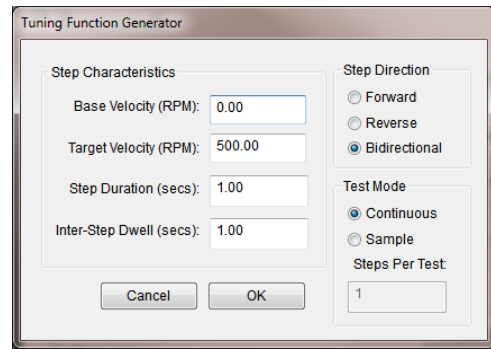 Tuning Function Generator
Step Characteristics
Base Velocity (RPM): 0.00
Target Velocity (RPM): 500.00
Step Duration (secs): 1.00
Inter-Step Dwell (secs): 1.00
Cancel
OK
Step Direction
Forward
Reverse
Bidirectional
Test Mode
Continuous
Sample
Steps Per Test:
1